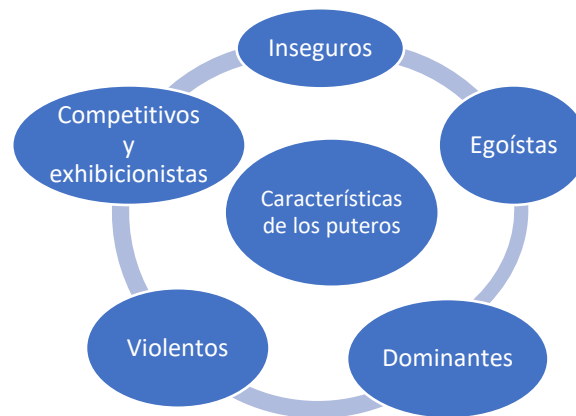 Inseguros
Competitivos
y
exhibicionistas
Egoístas
Características
de los puteros
Violentos
Dominantes